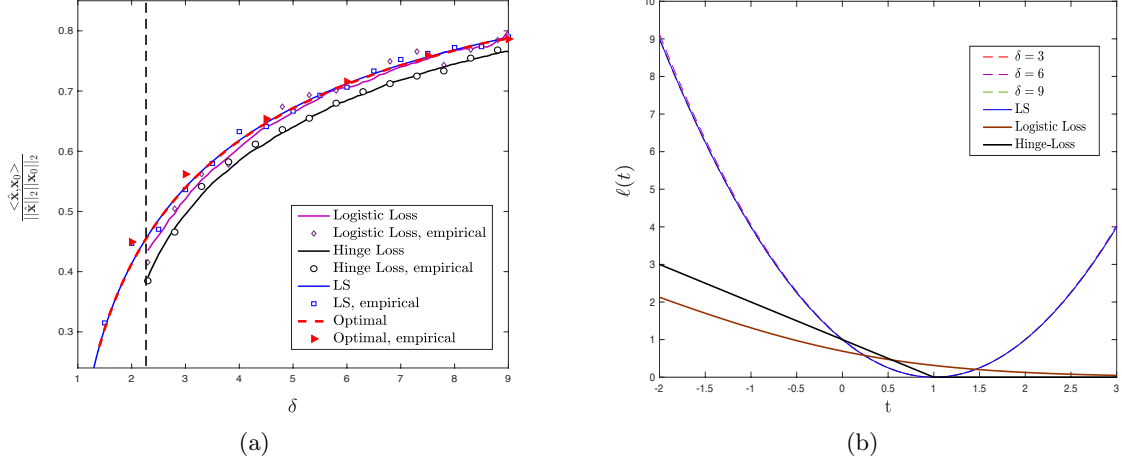 0.8
0.7
0.6
0.5
0.4
0.3
1
2
3
4
5
6
7
8
9
δ
<x̂,x₀>
||x̂||₂||x₀||₂
Logistic Loss
Logistic Loss, empirical
Hinge Loss
Hinge Loss, empirical
LS
LS, empirical
Optimal
Optimal, empirical
(a)
10
9
8
7
6
5
4
3
2
1
0
-2
-1.5
-1
-0.5
0
0.5
1
1.5
2
2.5
3
t
ℓ(t)
δ = 3
δ = 6
δ = 9
LS
Logistic Loss
Hinge-Loss
(b)